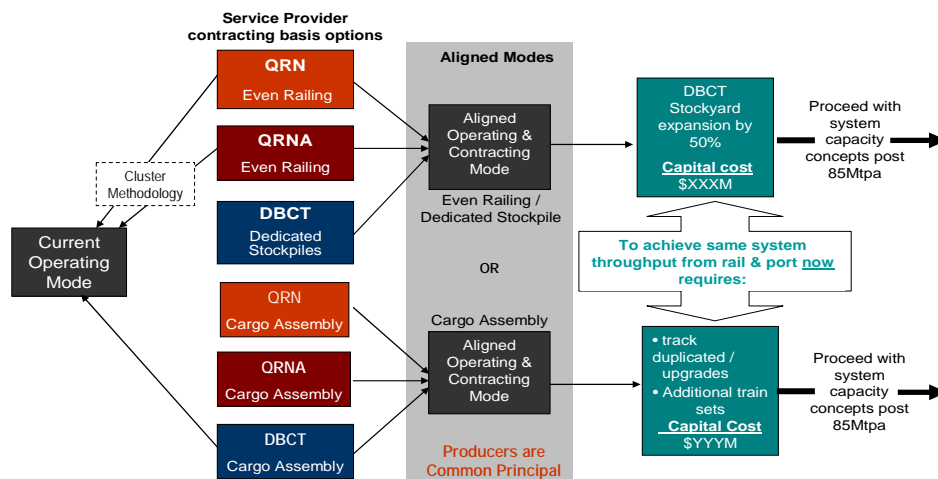 Service Provider
contracting basis options
QRN
Even Railing
QRNA
Even Railing
Cluster
Methodology
DBCT
Dedicated
Stockpiles
Current
Operating
Mode
QRN
Cargo Assembly
QRNA
Cargo Assembly
DBCT
Cargo Assembly
Aligned Modes
Aligned
Operating &
Contracting
Mode
Even Railing /
Dedicated Stockpile
OR
Cargo Assembly
Aligned
Operating &
Contracting
Mode
Producers are
Common Principal
DBCT
Stockyard
expansion by
50%
Capital cost
$XXXM
Proceed with
system
capacity
concepts post
85Mtpa
To achieve same system
throughput from rail & port now
requires:
• track
duplicated /
upgrades
• Additional train
sets
Capital Cost
$YYYM
Proceed with
system
capacity
concepts post
85Mtpa